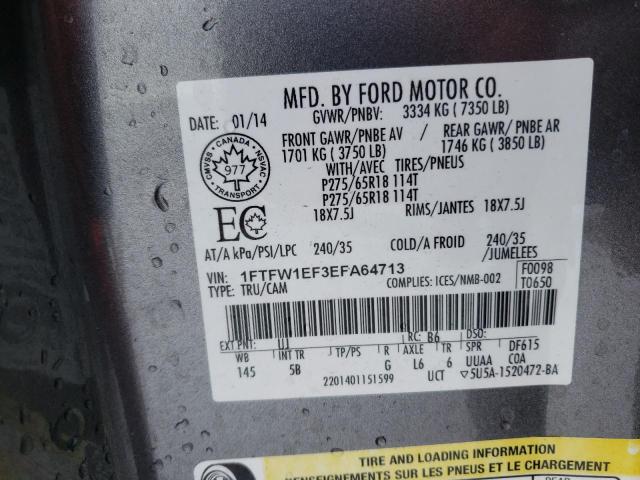 MFD. BY FORD MOTOR CO.
DATE: 01/14
GVWR/PNBV: 3334 KG ( 7350 LB)
FRONT GAWR/PNBE AV / REAR GAWR/ PNBE AR
1701 KG ( 3750 LB) 1746 KG ( 3850 LB)
WITH/AVEC TIRES/PNEUS
P275/65R18 114T
P275/65R18 114T
18X7.5J RIMS/JANTES 18X7.5J
CANADA
CMVSS NSVAC
977
TRANSPORT
EC
AT/A kPa/PSI/LPC 240/35 COLD/A FROID 240/35
/JUMELEES
VIN: 1FTFW1EF3EFA64713
TYPE: TRU/CAM COMPLIES: ICES/NMB-002
F0098
T0650
EXT PNT: UJ RC: B6 DSO:
WB INT TR TP/PS R AXLE TR SPR DF615
145 5B G L6 6 UUAA COA
2201401151599 UCT ▽5U5A-1520472-BA
TIRE AND LOADING INFORMATION
RENSEIGNEMENTS SUR LES PNEUS ET LE CHARGEMENT